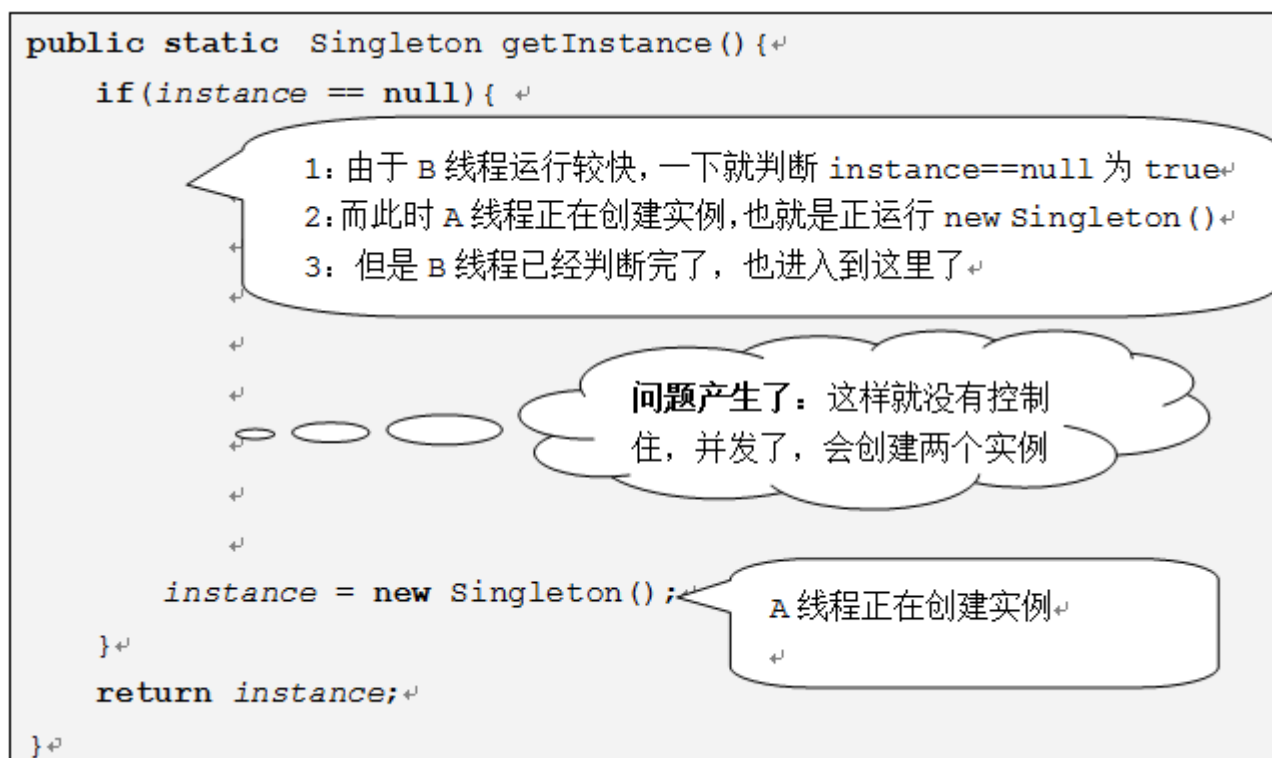 public static Singleton getInstance(){
if(instance == null){
1：由于 B 线程运行较快，一下就判断 instance==null 为 true
2：而此时 A 线程正在创建实例，也就是正运行 new Singleton()
3：但是 B 线程已经判断完了，也进入到这里了
问题产生了：这样就没有控制
住，并发了，会创建两个实例
instance = new Singleton();
A 线程正在创建实例
}
return instance;
}